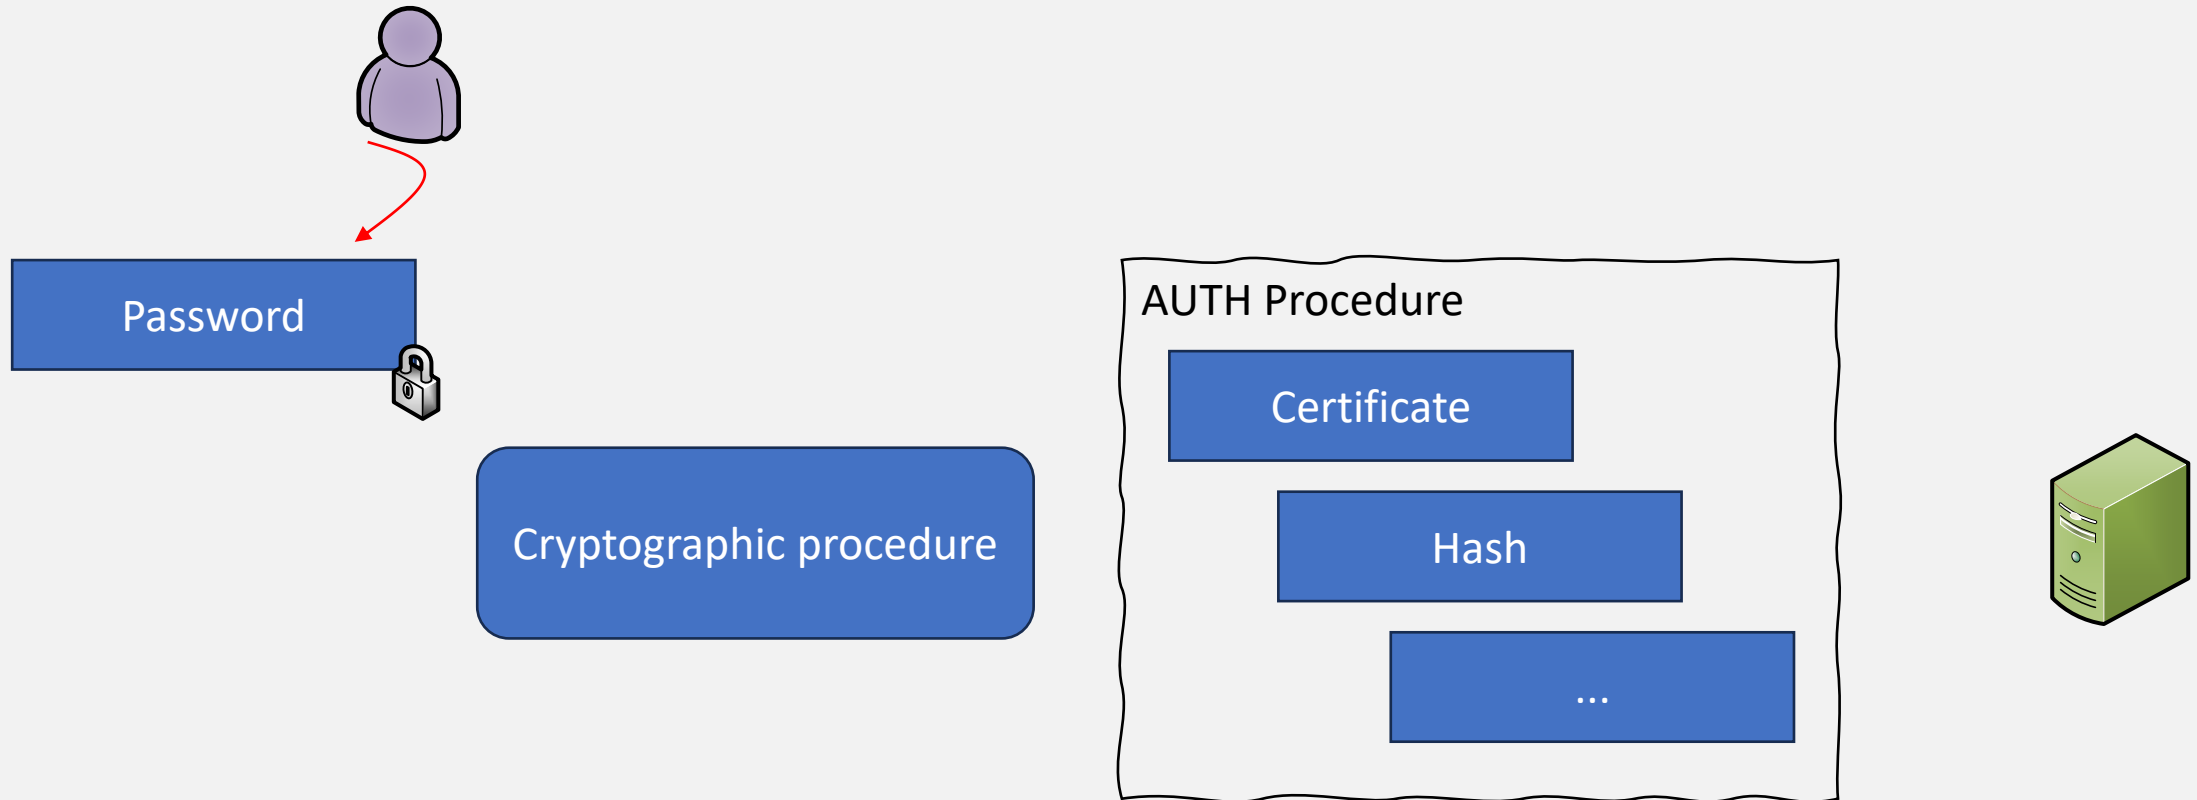 Password
AUTH Procedure
Certificate
Cryptographic procedure
Hash
...